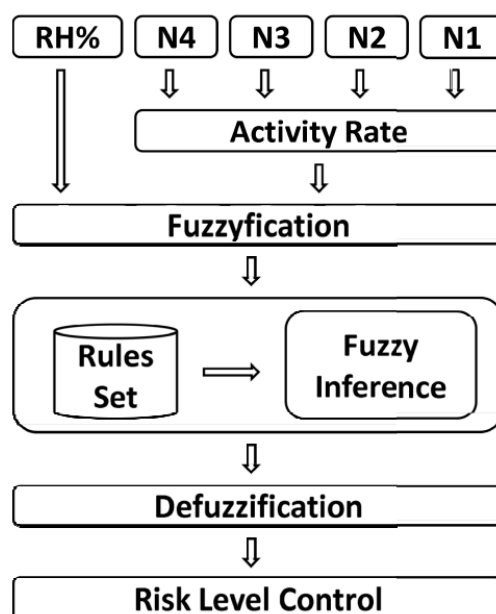 RH% N4 N3 N2 N1
Activity Rate
Fuzzyfication
Rules
Set
Fuzzy
Inference
Defuzzification
Risk Level Control